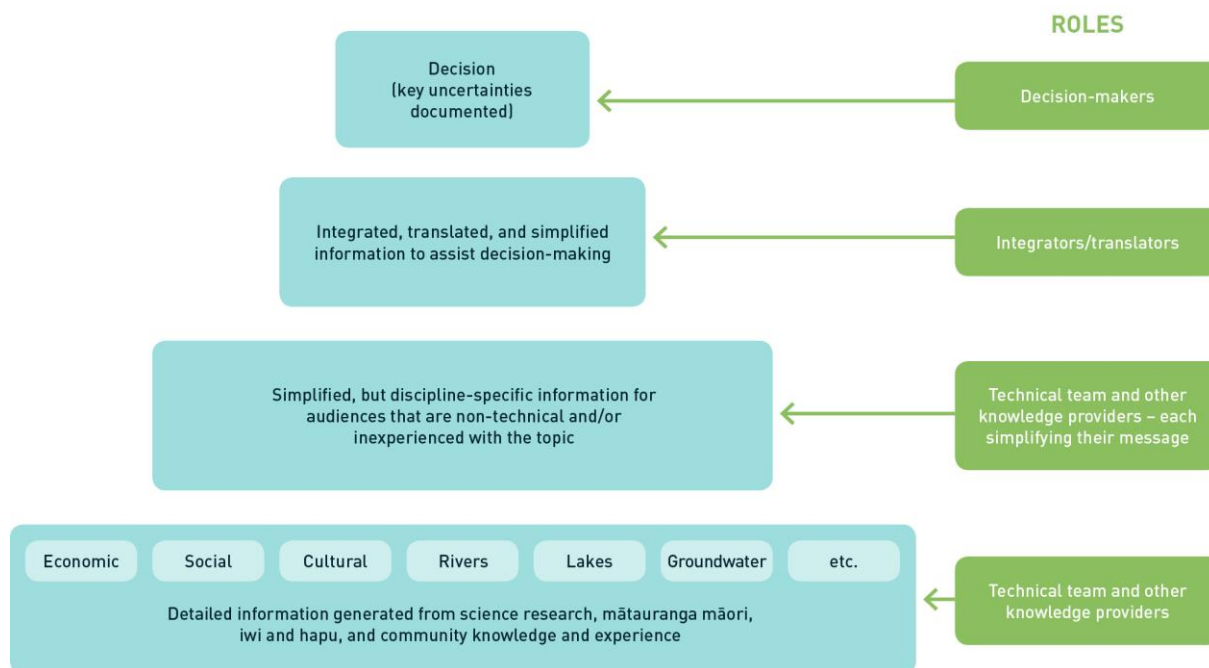 ROLES
Decision
(key uncertainties
documented)
Decision-makers
Integrated, translated, and simplified
information to assist decision-making
Integrators/translators
Simplified, but discipline-specific information for
audiences that are non-technical and/or
inexperienced with the topic
Technical team and other
knowledge providers – each
simplifying their message
Economic
Social
Cultural
Rivers
Lakes
Groundwater
etc.
Detailed information generated from science research, mātauranga māori,
iwi and hapu, and community knowledge and experience
Technical team and other
knowledge providers